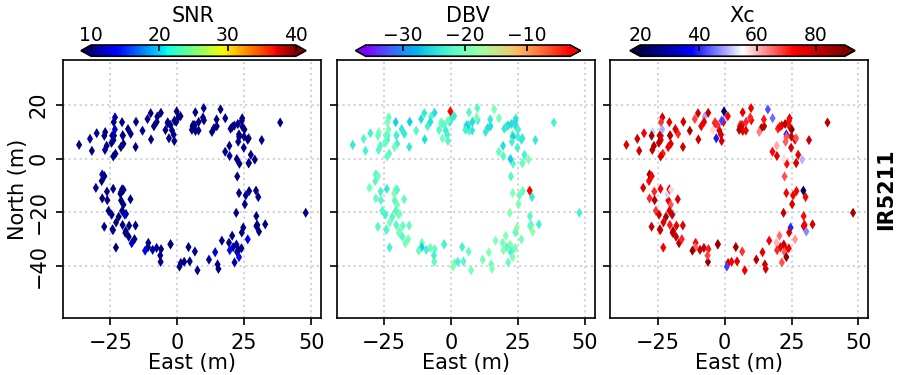 SNR DBV Xc
10 20 30 40 −30 −20 −10 20 40 60 80
20
0
−20
−40
North (m)
IR5211
−25 0 25 50 −25 0 25 50 −25 0 25 50
East (m) East (m) East (m)